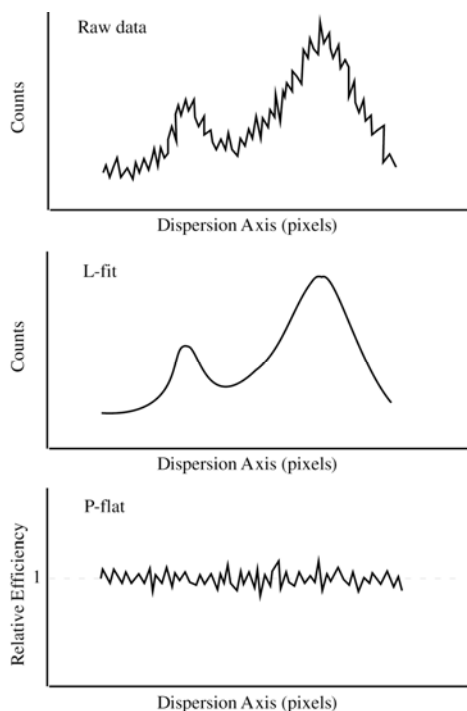 Raw data
Counts
Dispersion Axis (pixels)
L-fit
Counts
Dispersion Axis (pixels)
P-flat
Relative Efficiency
1
Dispersion Axis (pixels)